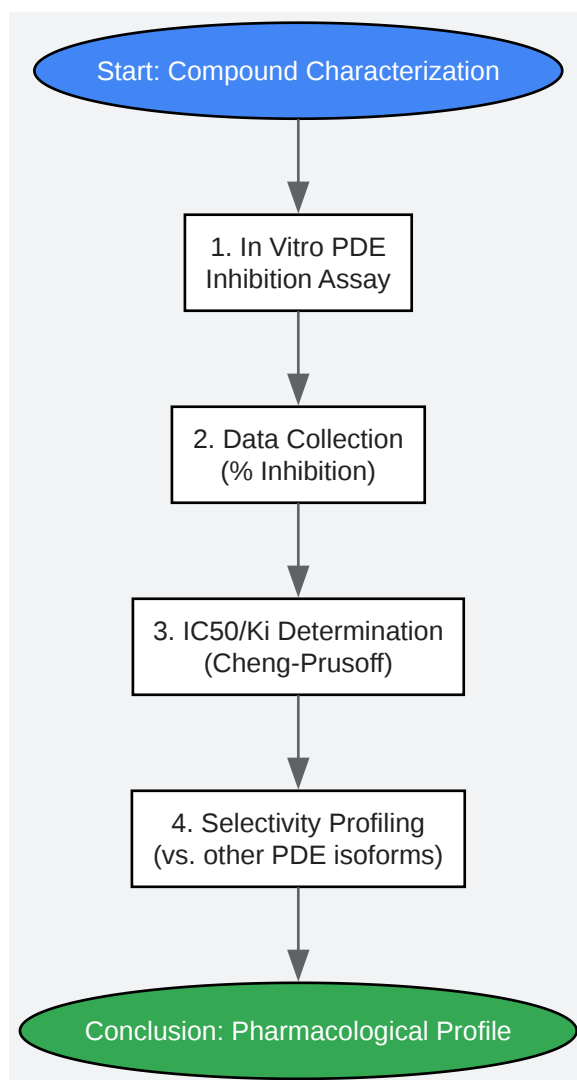 Start: Compound Characterization
1. In Vitro PDE
Inhibition Assay
2. Data Collection
(% Inhibition)
3. IC50/Ki Determination
(Cheng-Prusoff)
4. Selectivity Profiling
(vs. other PDE isoforms)
Conclusion: Pharmacological Profile